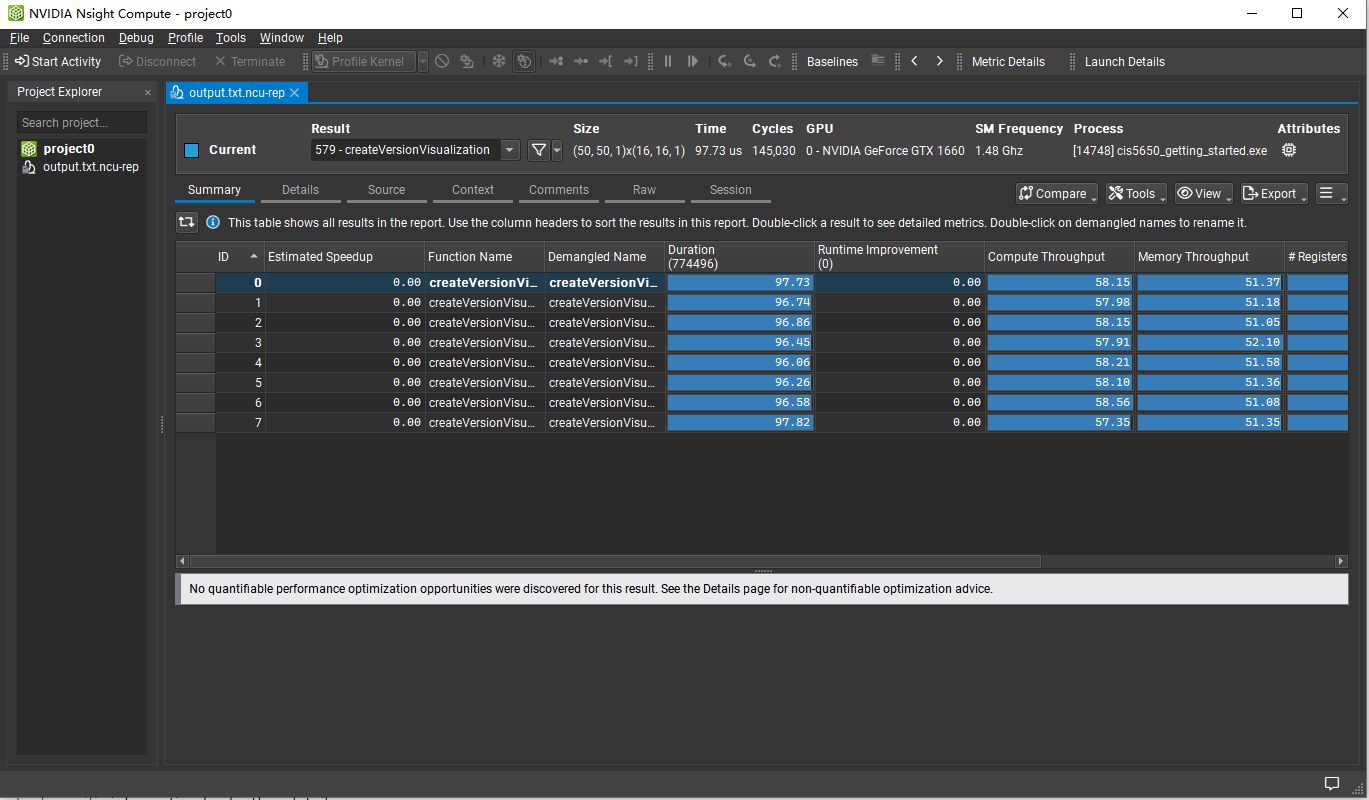 NVIDIA Nsight Compute - project0
File Connection Debug Profile Tools Window Help
Start Activity Disconnect Terminate Profile Kernel Baselines Metric Details Launch Details
Project Explorer ×
Search project...
project0
output.txt.ncu-rep
output.txt.ncu-rep
Result Size Time Cycles GPU SM Frequency Process Attributes
Current 579 - createVersionVisualization (50, 50, 1)x(16, 16, 1) 97.73 us 145,030 0 - NVIDIA GeForce GTX 1660 1.48 Ghz [14748] cis5650_getting_started.exe
Summary Details Source Context Comments Raw Session Compare Tools View Export
This table shows all results in the report. Use the column headers to sort the results in this report. Double-click a result to see detailed metrics. Double-click on demangled names to rename it.
ID Estimated Speedup Function Name Demangled Name Duration (774496) Runtime Improvement (0) Compute Throughput Memory Throughput # Registers
0 0.00 createVersionVi... createVersionVi... 97.73 0.00 58.15 51.37
1 0.00 createVersionVisu... createVersionVisu... 96.74 0.00 57.98 51.18
2 0.00 createVersionVisu... createVersionVisu... 96.86 0.00 58.15 51.05
3 0.00 createVersionVisu... createVersionVisu... 96.45 0.00 57.91 52.10
4 0.00 createVersionVisu... createVersionVisu... 96.06 0.00 58.21 51.58
5 0.00 createVersionVisu... createVersionVisu... 96.26 0.00 58.10 51.36
6 0.00 createVersionVisu... createVersionVisu... 96.58 0.00 58.56 51.08
7 0.00 createVersionVisu... createVersionVisu... 97.82 0.00 57.35 51.35
No quantifiable performance optimization opportunities were discovered for this result. See the Details page for non-quantifiable optimization advice.